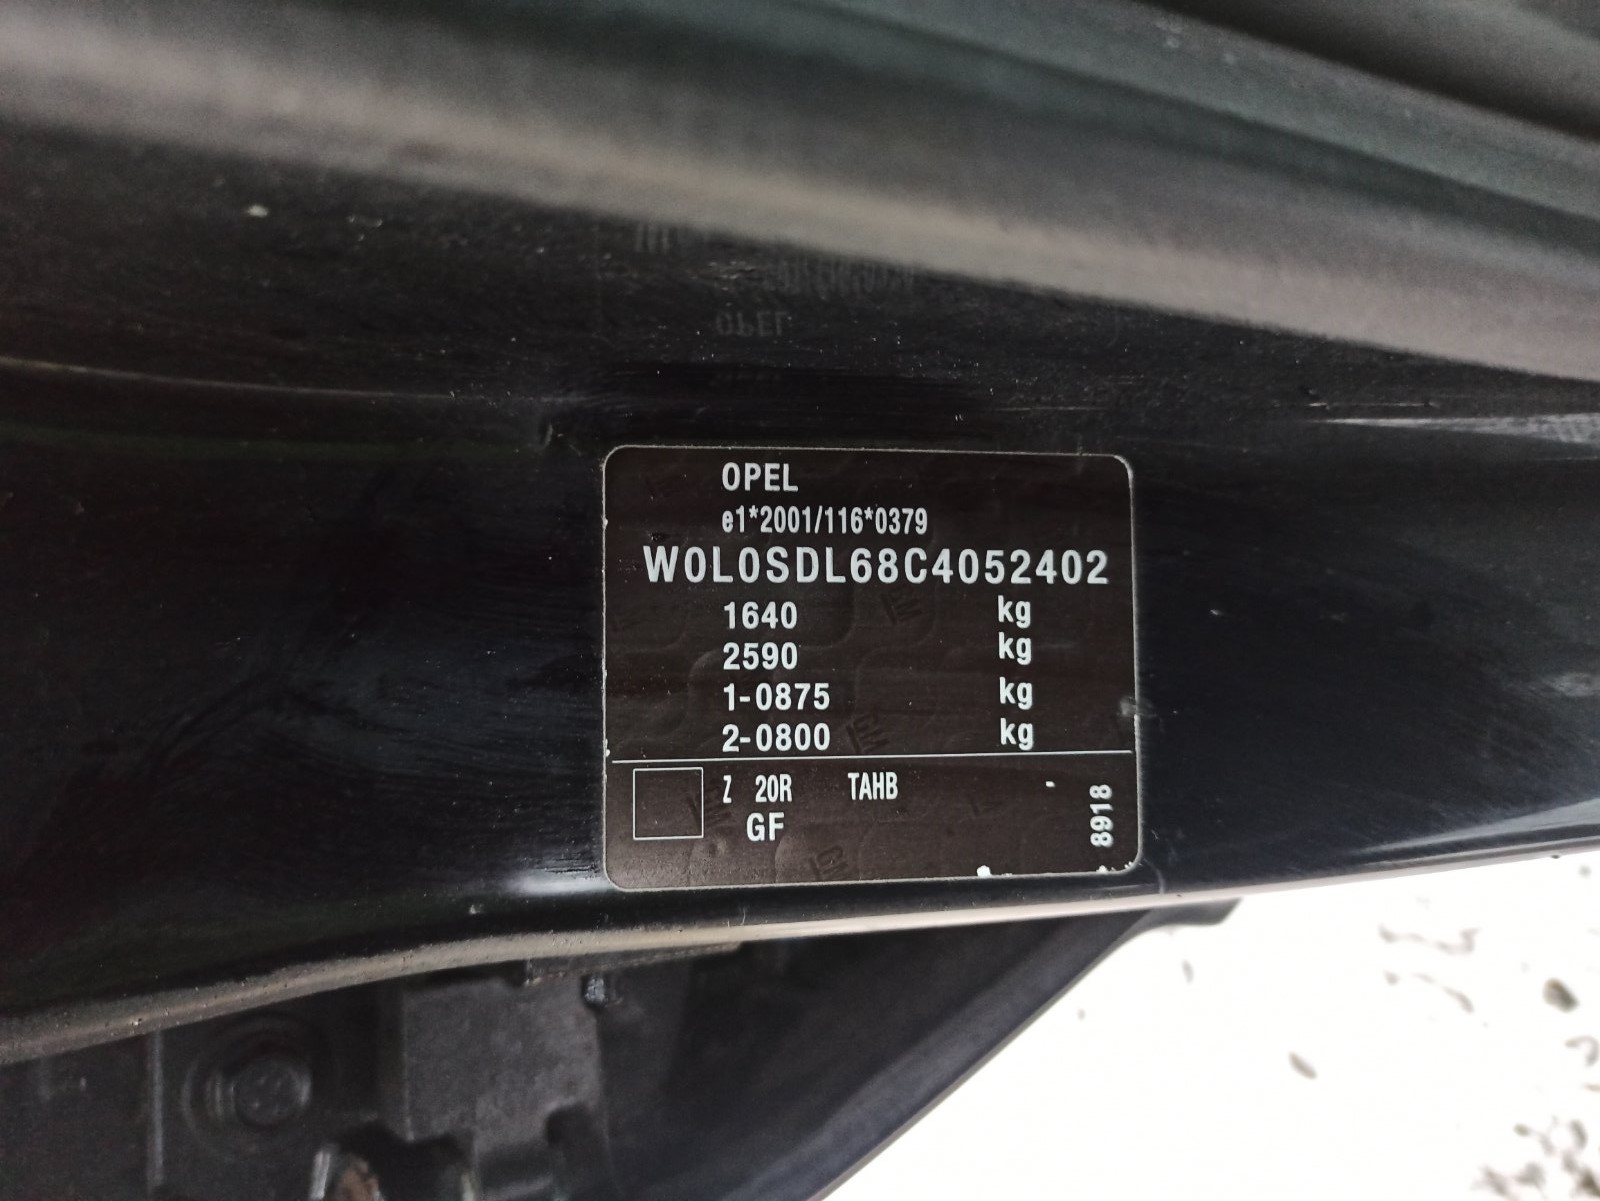 OPEL
e1*2001/116*0379
W0L0SDL68C4052402
1640 kg
2590 kg
1-0875 kg
2-0800 kg
Z 20R TAHB -
GF
8918